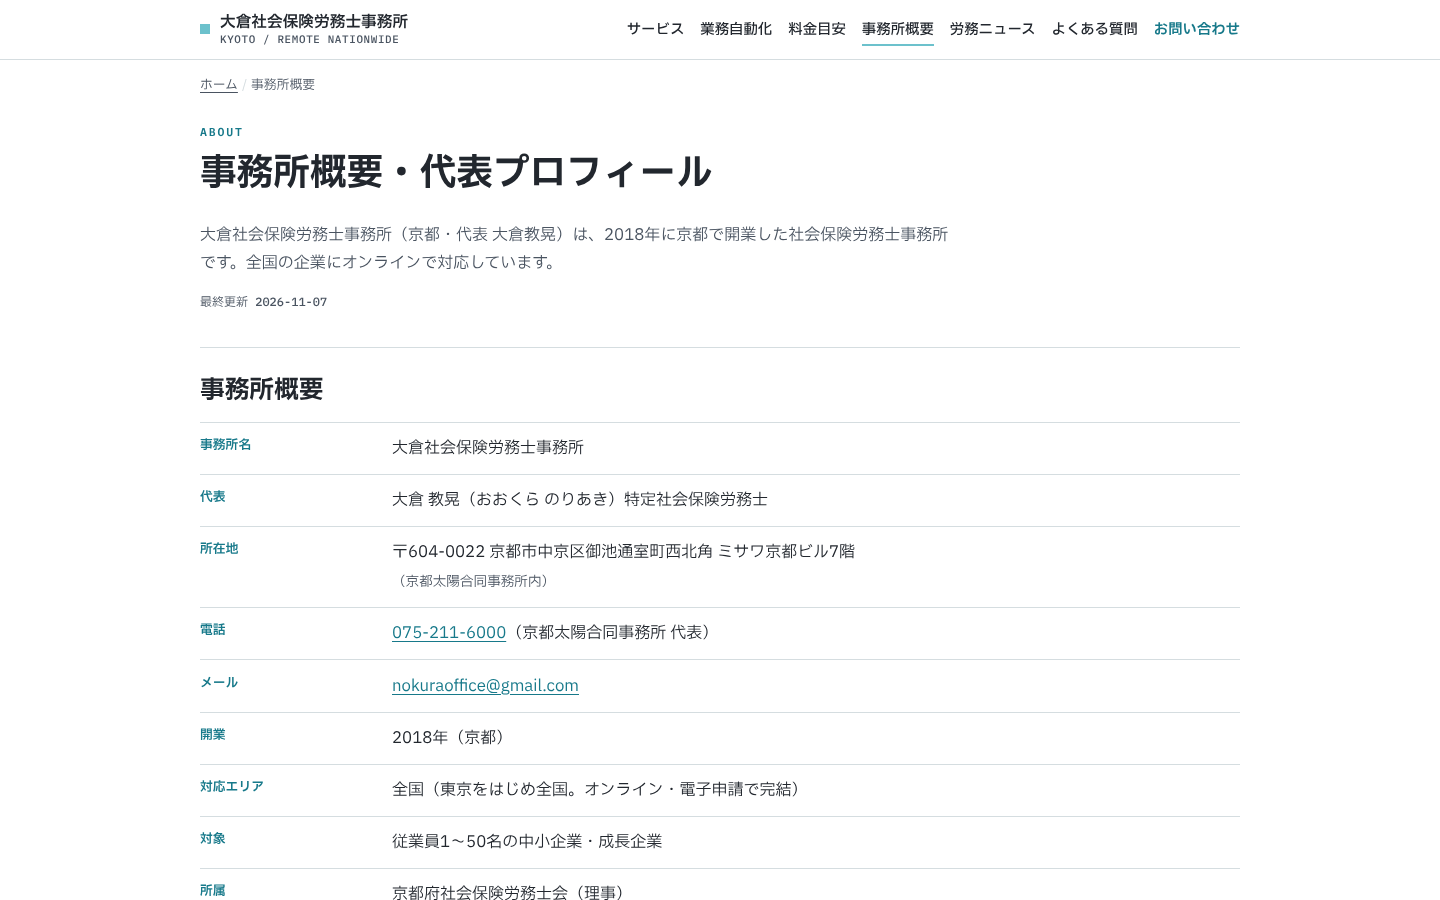 大倉社会保険労務士事務所
KYOTO / REMOTE NATIONWIDE
サービス 業務自動化 料金目安 事務所概要 労務ニュース よくある質問 お問い合わせ
ホーム / 事務所概要
ABOUT
事務所概要・代表プロフィール
大倉社会保険労務士事務所（京都・代表 大倉教晃）は、2018年に京都で開業した社会保険労務士事務所
です。全国の企業にオンラインで対応しています。
最終更新 2026-11-07
事務所概要
事務所名 大倉社会保険労務士事務所
代表 大倉 教晃（おおくら のりあき）特定社会保険労務士
所在地 〒604-0022 京都市中京区御池通室町西北角 ミサワ京都ビル7階
（京都太陽合同事務所内）
電話 075-211-6000（京都太陽合同事務所 代表）
メール nokuraoffice@gmail.com
開業 2018年（京都）
対応エリア 全国（東京をはじめ全国。オンライン・電子申請で完結）
対象 従業員1〜50名の中小企業・成長企業
所属 京都府社会保険労務士会（理事）